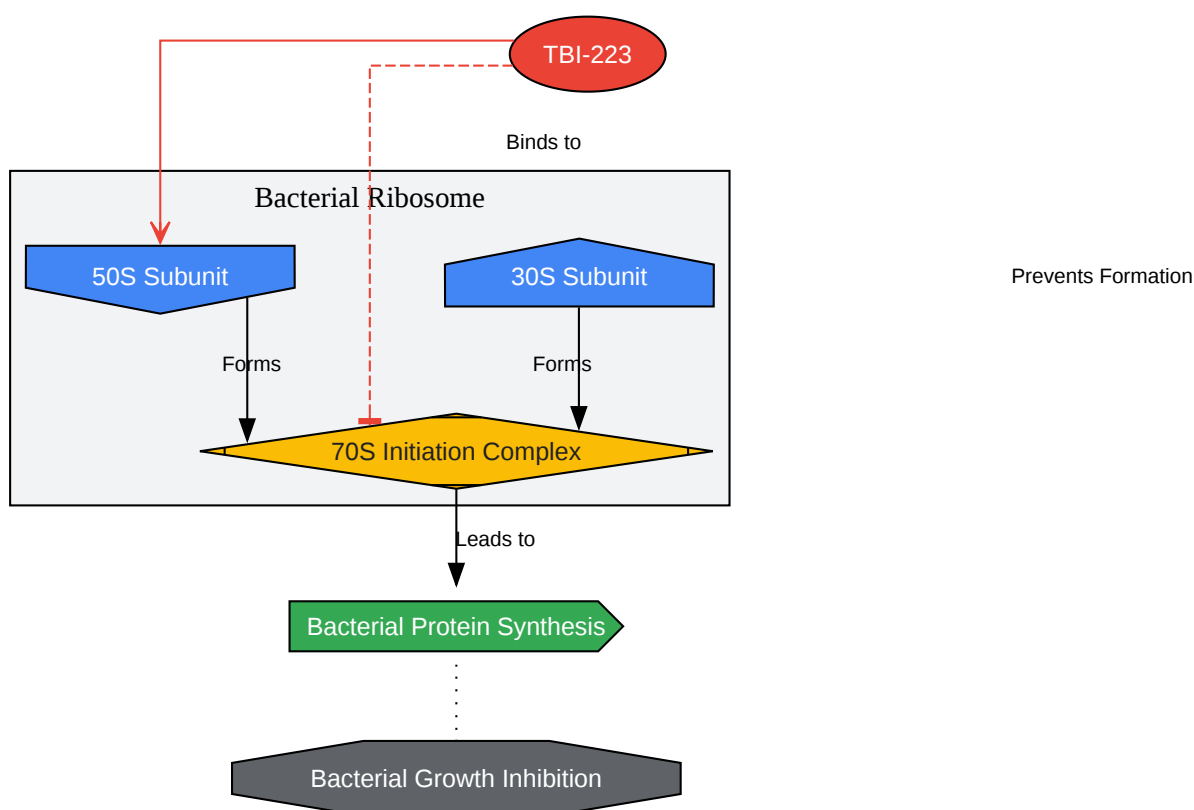 TBI-223
Binds to
Bacterial Ribosome
50S Subunit
30S Subunit
Prevents Formation
Forms
Forms
70S Initiation Complex
Leads to
Bacterial Protein Synthesis
Bacterial Growth Inhibition